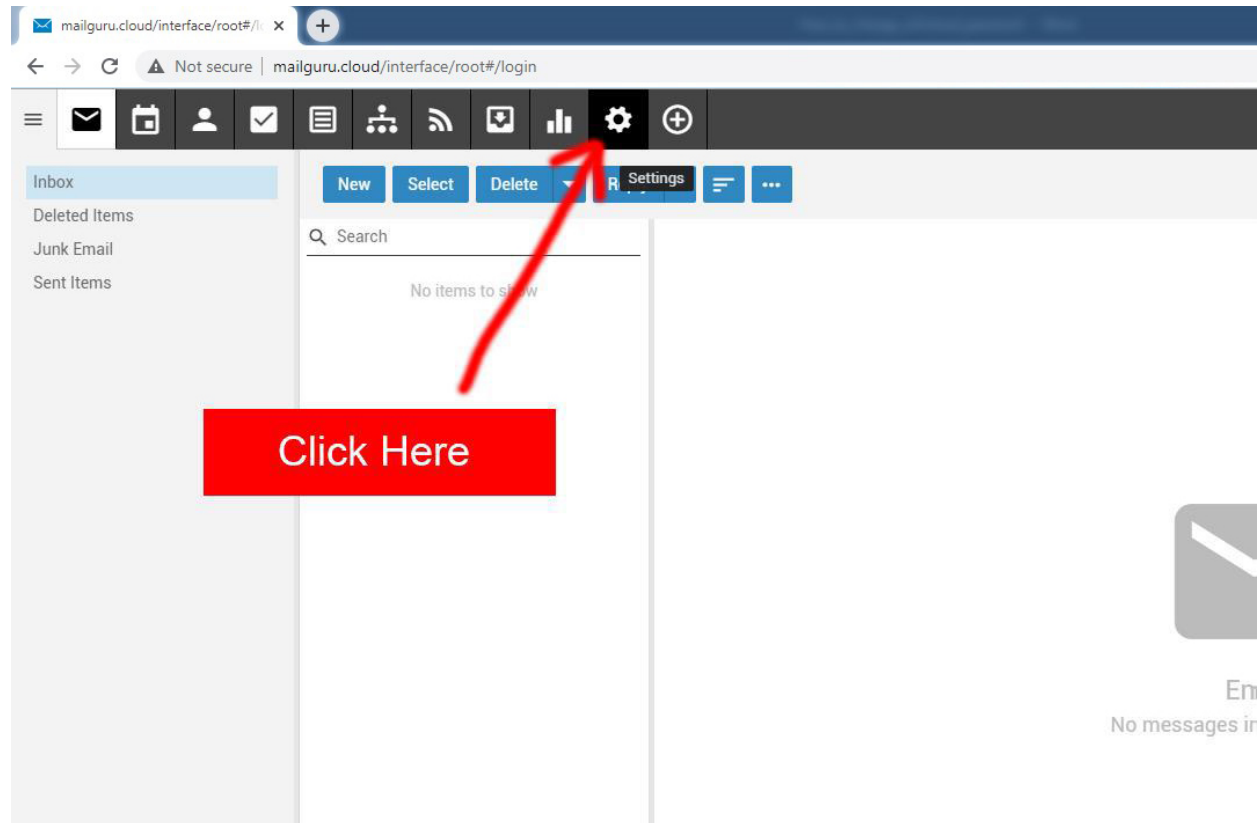 mailguru.cloud/interface/root#/l
Not secure | mailguru.cloud/interface/root#/login
Inbox
Deleted Items
Junk Email
Sent Items
New Select Delete Settings
Search
No items to show
Click Here
No messages